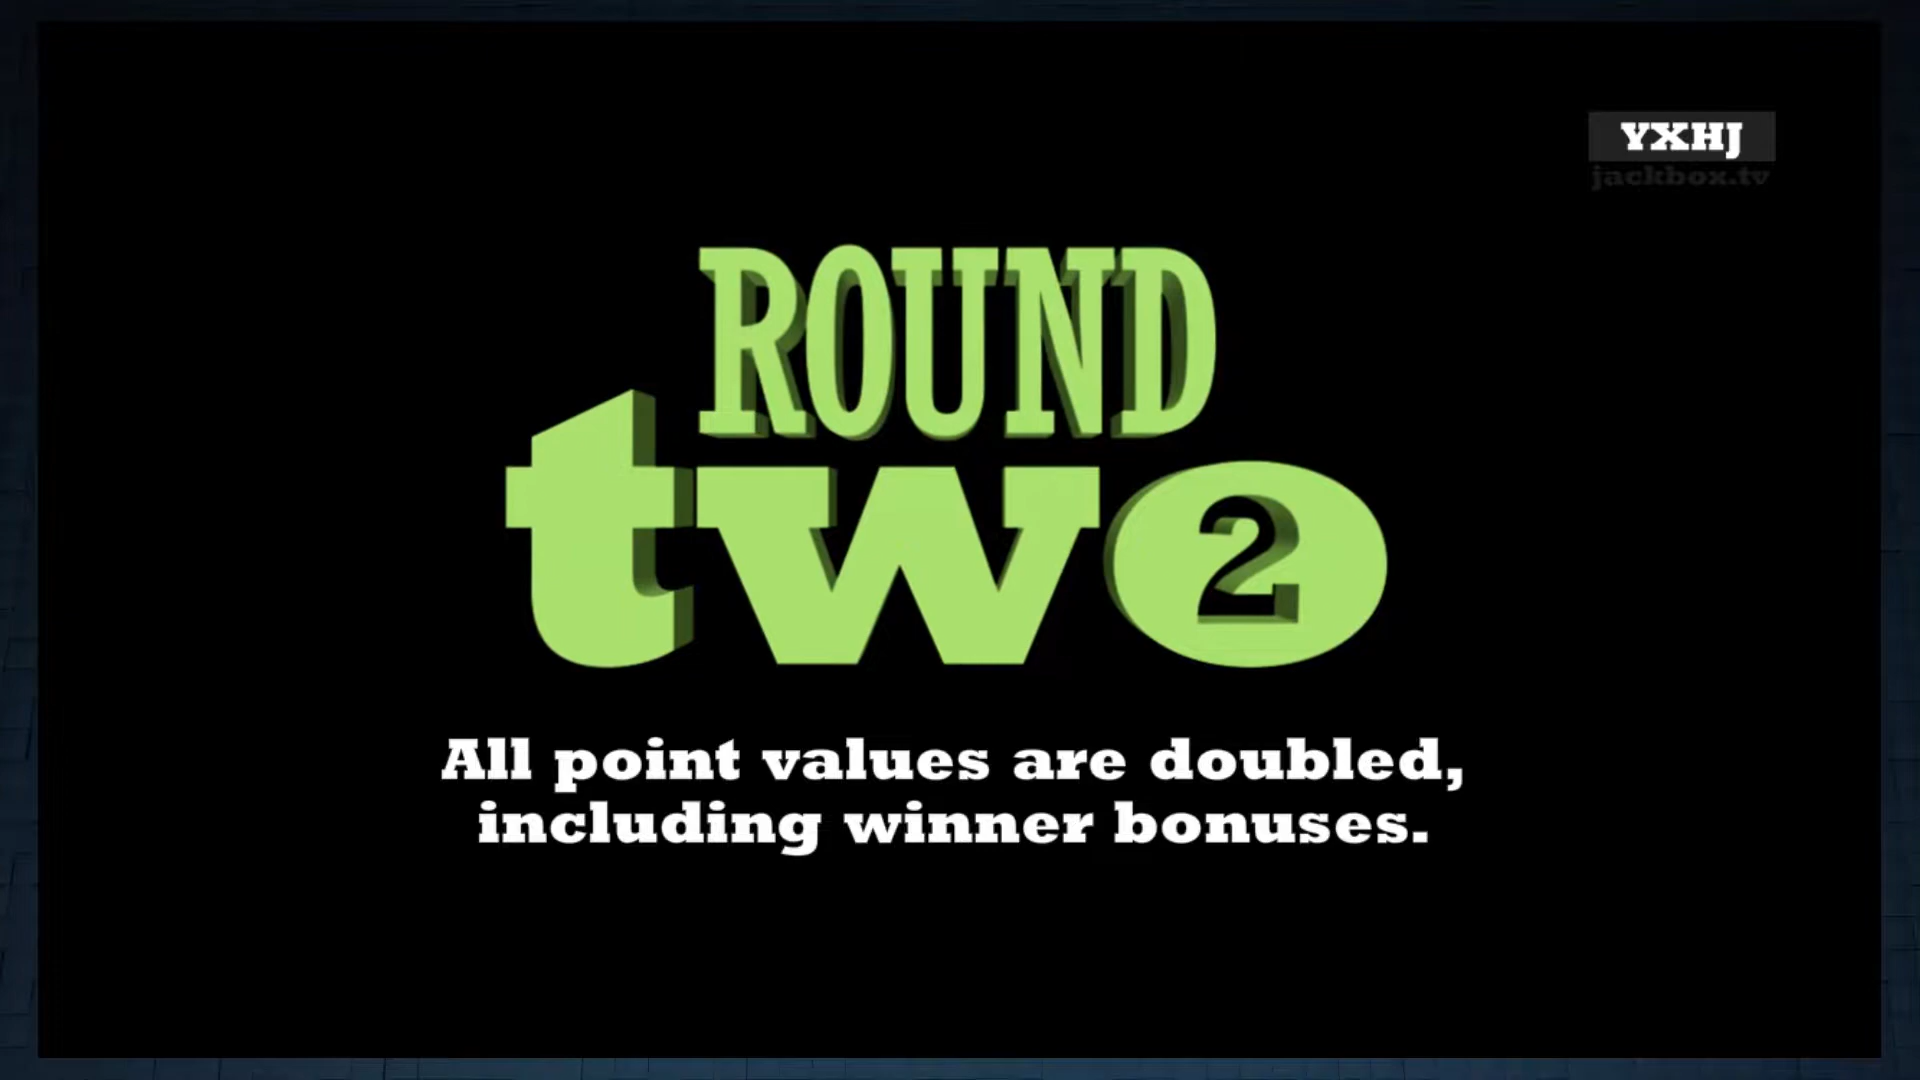 YXHJ
jackbox.tv
ROUND
two
2
All point values are doubled,
including winner bonuses.